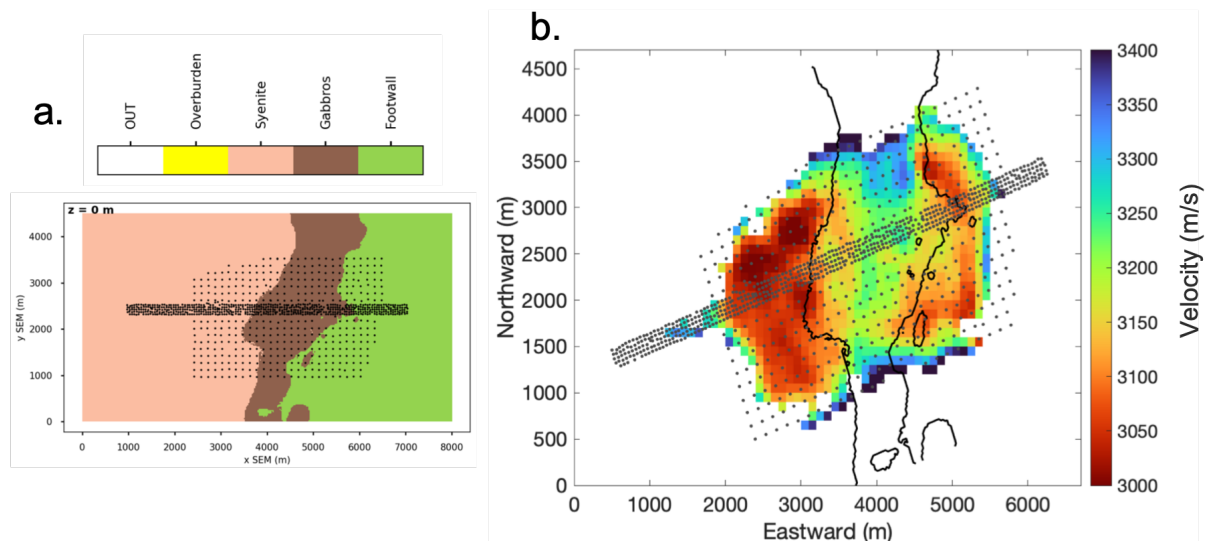 a.
OUT
Overburden
Syenite
Gabbros
Footwall
z = 0 m
4000
3000
2000
1000
0
y SEM (m)
0 1000 2000 3000 4000 5000 6000 7000 8000
x SEM (m)
b.
4500
4000
3500
3000
2500
2000
1500
1000
500
0
Northward (m)
0 1000 2000 3000 4000 5000 6000
Eastward (m)
3400
3350
3300
3250
3200
3150
3100
3050
3000
Velocity (m/s)